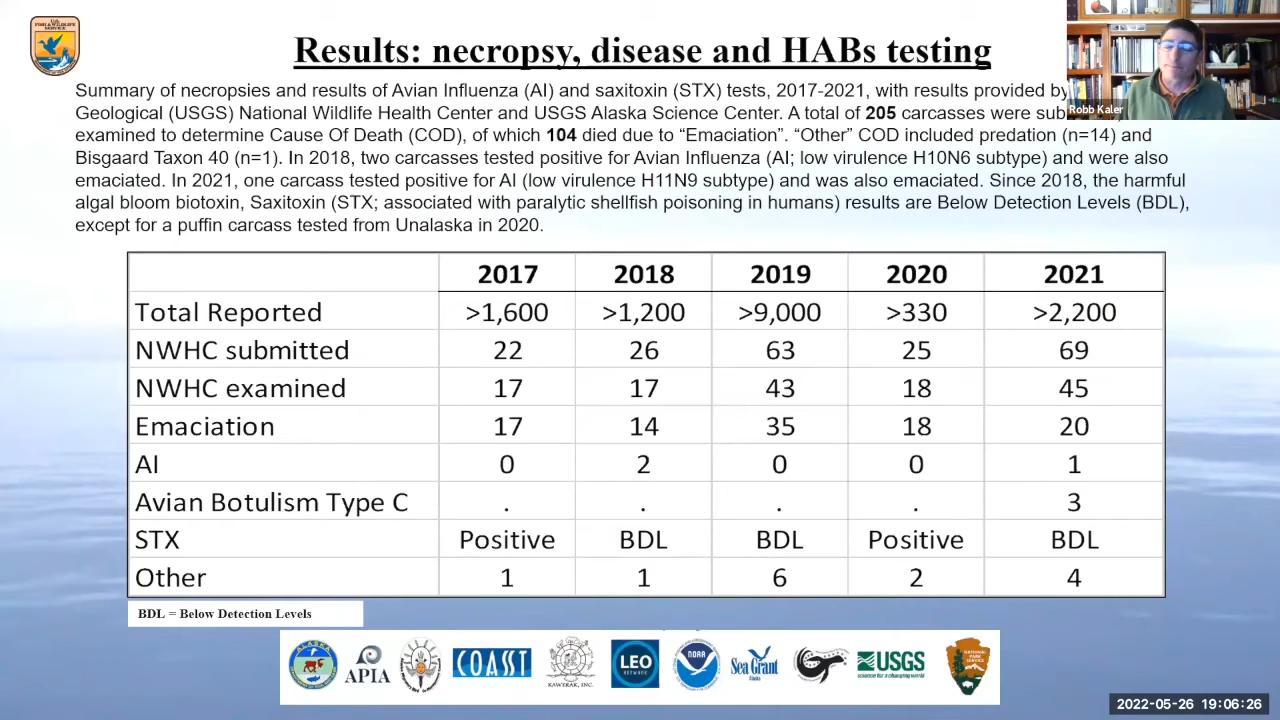 U.S.
FISH & WILDLIFE
SERVICE
Results: necropsy, disease and HABs testing
Summary of necropsies and results of Avian Influenza (AI) and saxitoxin (STX) tests, 2017-2021, with results provided by
Geological (USGS) National Wildlife Health Center and USGS Alaska Science Center. A total of 205 carcasses were sub
examined to determine Cause Of Death (COD), of which 104 died due to “Emaciation”. “Other” COD included predation (n=14) and
Bisgaard Taxon 40 (n=1). In 2018, two carcasses tested positive for Avian Influenza (AI; low virulence H10N6 subtype) and were also
emaciated. In 2021, one carcass tested positive for AI (low virulence H11N9 subtype) and was also emaciated. Since 2018, the harmful
algal bloom biotoxin, Saxitoxin (STX; associated with paralytic shellfish poisoning in humans) results are Below Detection Levels (BDL),
except for a puffin carcass tested from Unalaska in 2020.
Robb Kaler
2017 2018 2019 2020 2021
Total Reported >1,600 >1,200 >9,000 >330 >2,200
NWHC submitted 22 26 63 25 69
NWHC examined 17 17 43 18 45
Emaciation 17 14 35 18 20
AI 0 2 0 0 1
Avian Botulism Type C . . . . 3
STX Positive BDL BDL Positive BDL
Other 1 1 6 2 4
BDL = Below Detection Levels
ALASKA
APIA
COASST
KAWERAK, INC.
LEO
NETWORK
NOAA
Sea Grant
Alaska
USGS
science for a changing world
NATIONAL
PARK
SERVICE
2022-05-26 19:06:26